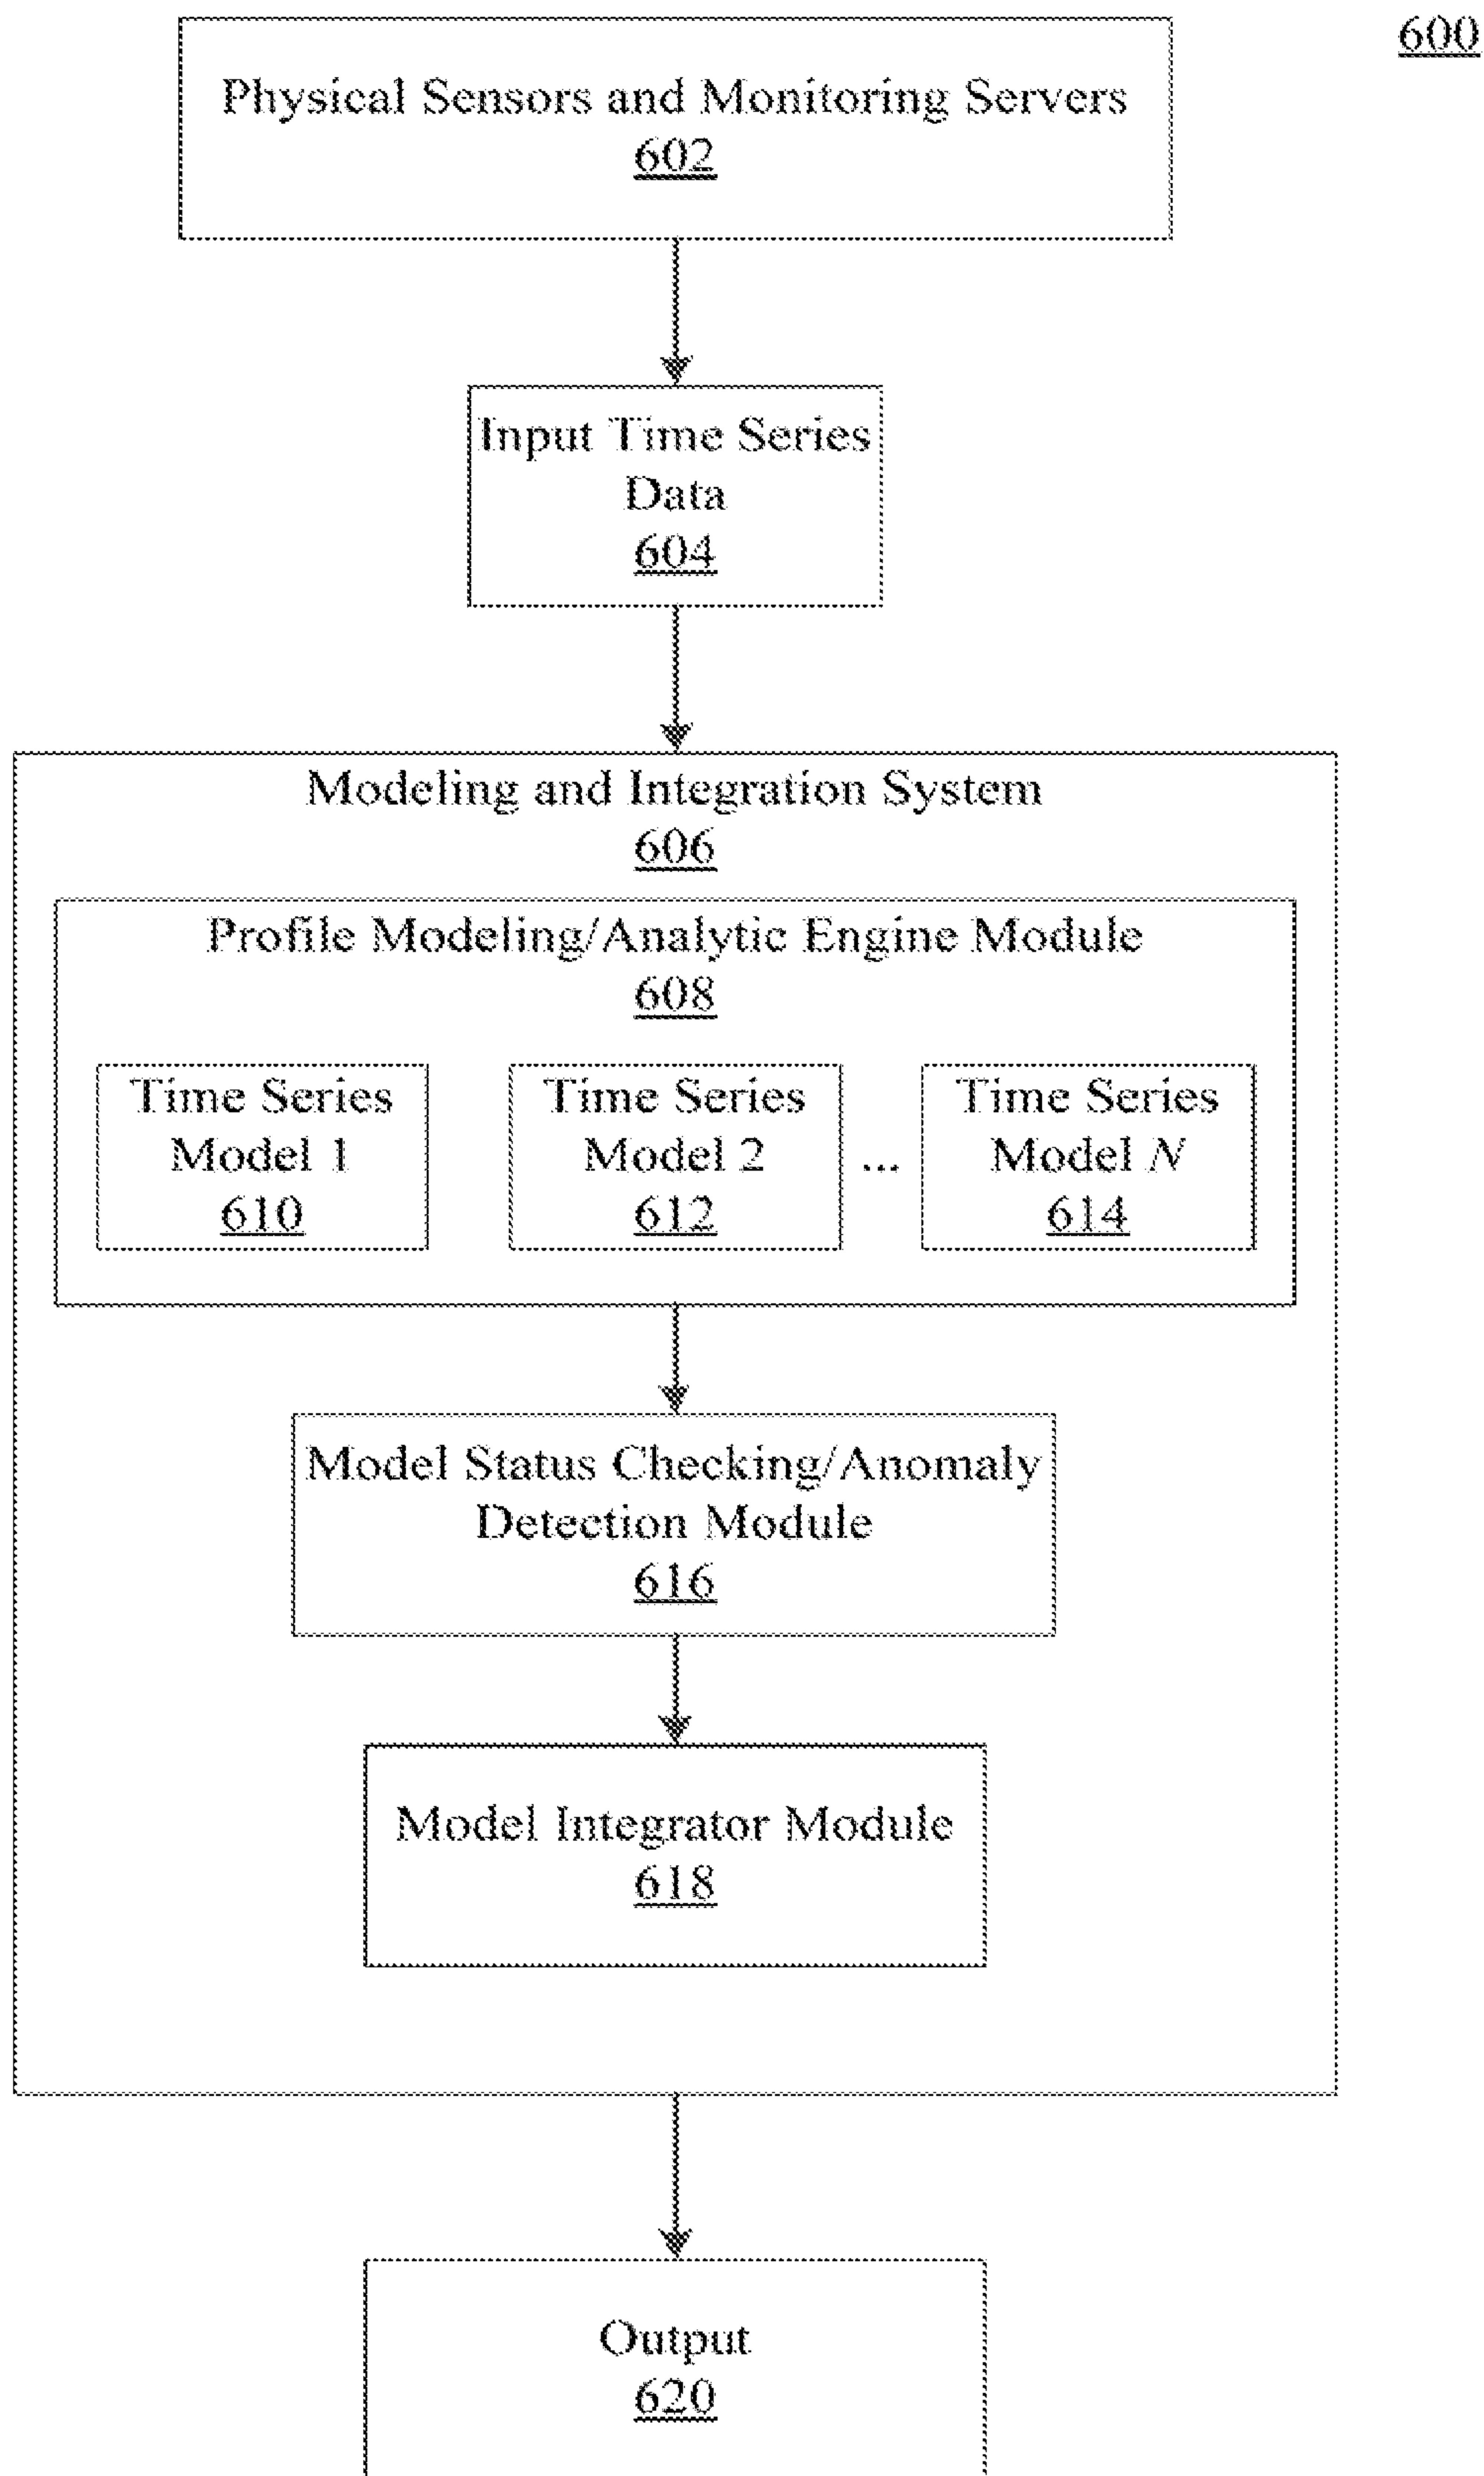 600
Physical Sensors and Monitoring Servers
602
Input Time Series
Data
604
Modeling and Integration System
606
Profile Modeling/Analytic Engine Module
608
Time Series
Model 1
610
Time Series
Model 2
612
...
Time Series
Model N
614
Model Status Checking/Anomaly
Detection Module
616
Model Integrator Module
618
Output
620